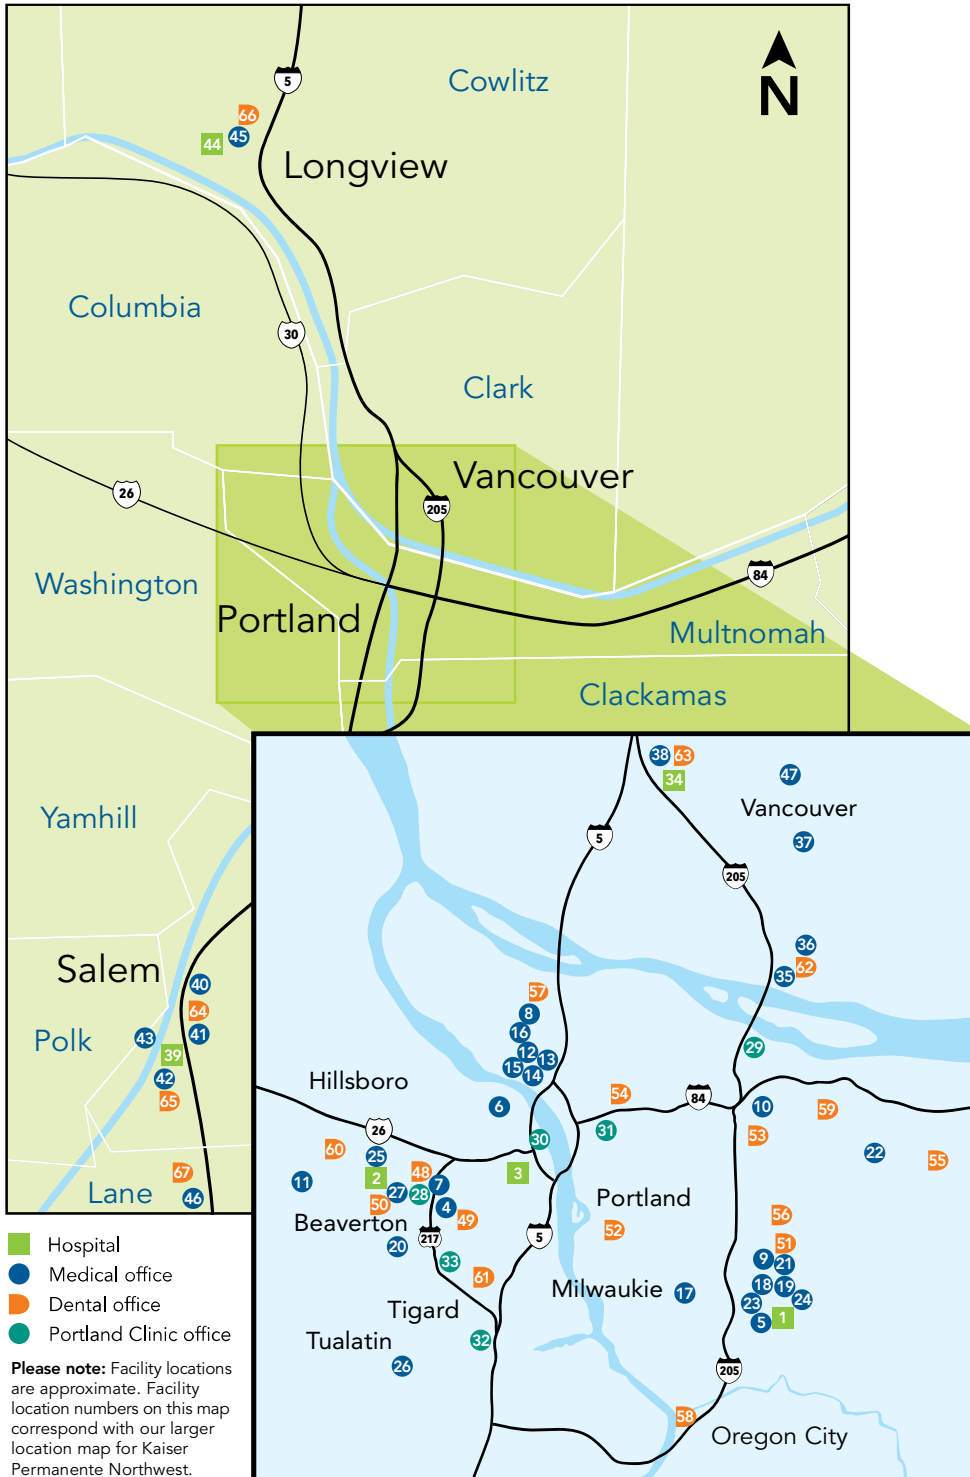 5
Cowlitz
N
66
44
45
Longview
Columbia
30
Clark
Vancouver
26
205
Washington
84
Portland
Multnomah
Clackamas
Yamhill
Salem
40
64
Polk
43
41
39
42
65
67
Lane
46
38
63
47
34
Vancouver
5
37
205
36
62
35
57
8
16
12
13
15
14
29
Hillsboro
54
84
6
10
59
26
31
30
53
60
25
22
55
48
3
11
2
7
27
28
Portland
50
4
49
56
Beaverton
52
217
5
51
20
9
21
33
61
18
19
Milwaukie
17
23
24
Tigard
1
5
Tualatin
32
26
205
58
Oregon City
Hospital
Medical office
Dental office
Portland Clinic office
Please note: Facility locations
are approximate. Facility
location numbers on this map
correspond with our larger
location map for Kaiser
Permanente Northwest.